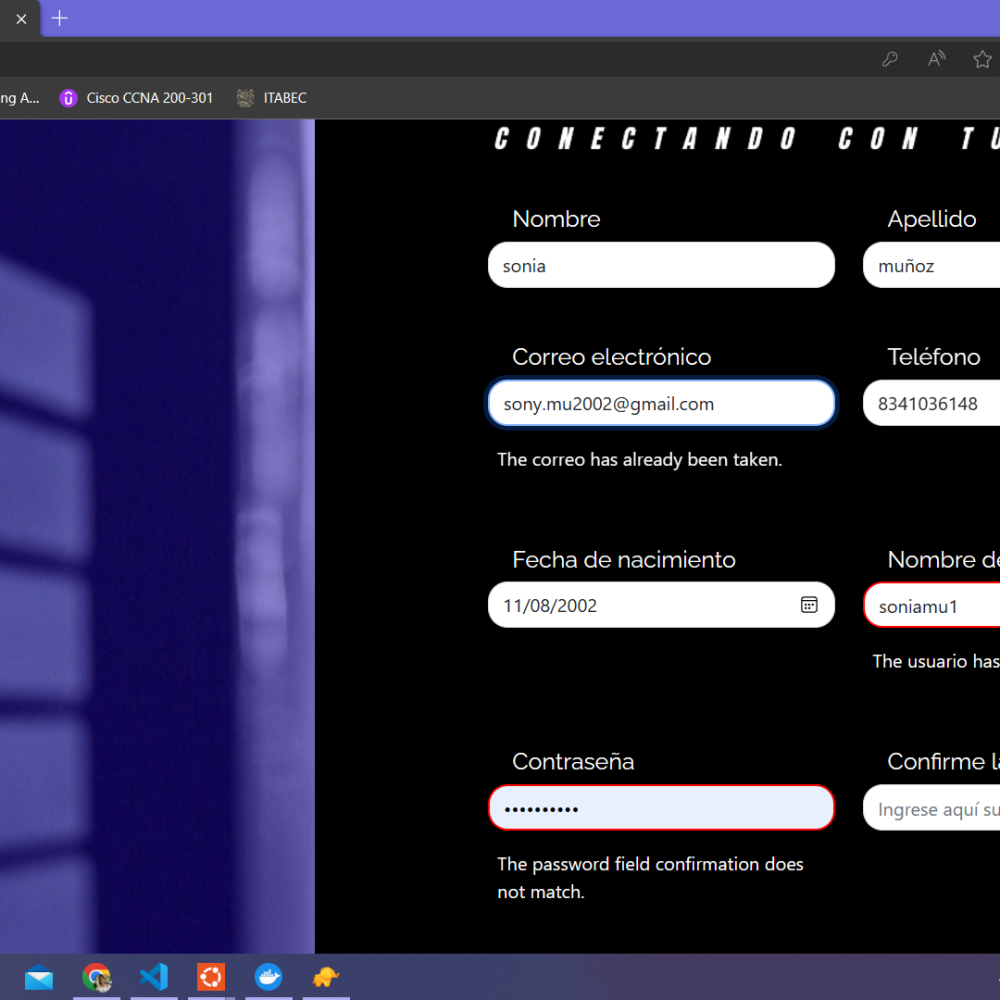 ng A...
Cisco CCNA 200-301
ITABEC
CONECTANDO CON TU
Nombre
Apellido
sonia
muñoz
Correo electrónico
Teléfono
sony.mu2002@gmail.com
8341036148
The correo has already been taken.
Fecha de nacimiento
Nombre de
11/08/2002
soniamu1
The usuario has
Contraseña
Confirme la
••••••••••
Ingrese aquí su
The password field confirmation does
not match.